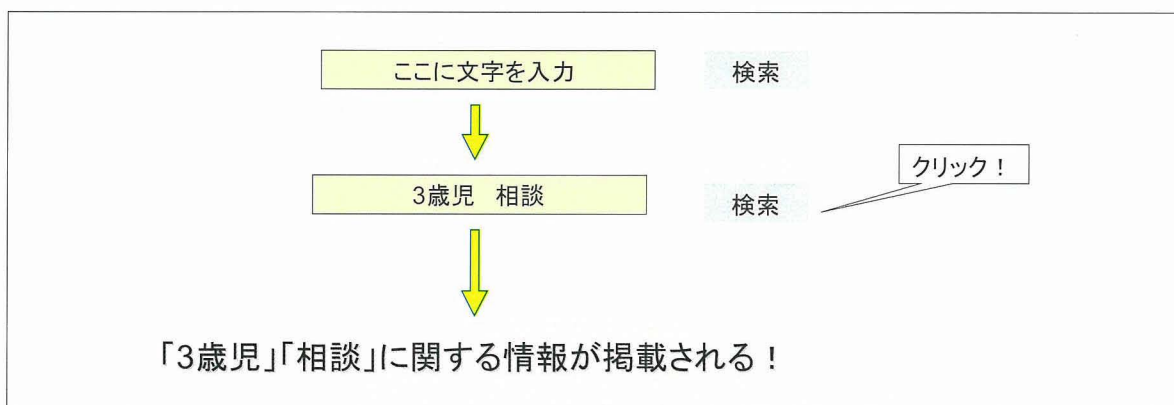 ここに文字を入力　検索
クリック！
3歳児　相談　検索
「3歳児」「相談」に関する情報が掲載される！